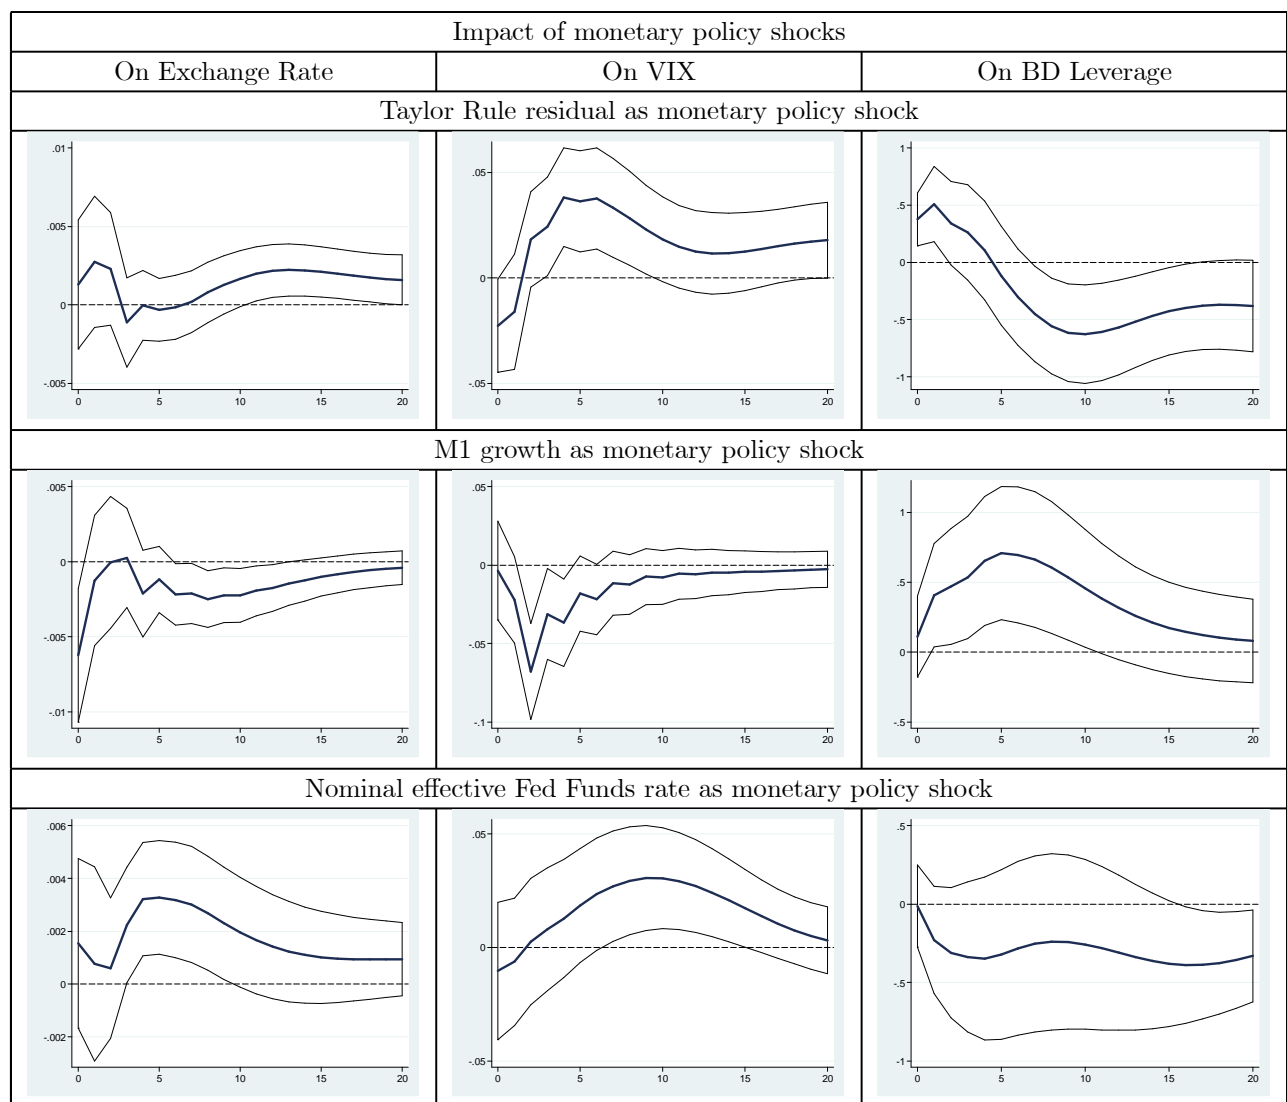 Impact of monetary policy shocks
On Exchange Rate On VIX On BD Leverage
Taylor Rule residual as monetary policy shock
.01
.005
0
-.005
0 5 10 15 20
.05
0
-.05
0 5 10 15 20
1
.5
0
-.5
-1
0 5 10 15 20
M1 growth as monetary policy shock
.005
0
-.005
-.01
0 5 10 15 20
.05
0
-.05
-.1
0 5 10 15 20
1
.5
0
-.5
0 5 10 15 20
Nominal effective Fed Funds rate as monetary policy shock
.006
.004
.002
0
-.002
0 5 10 15 20
.05
0
-.05
0 5 10 15 20
.5
0
-.5
-1
0 5 10 15 20